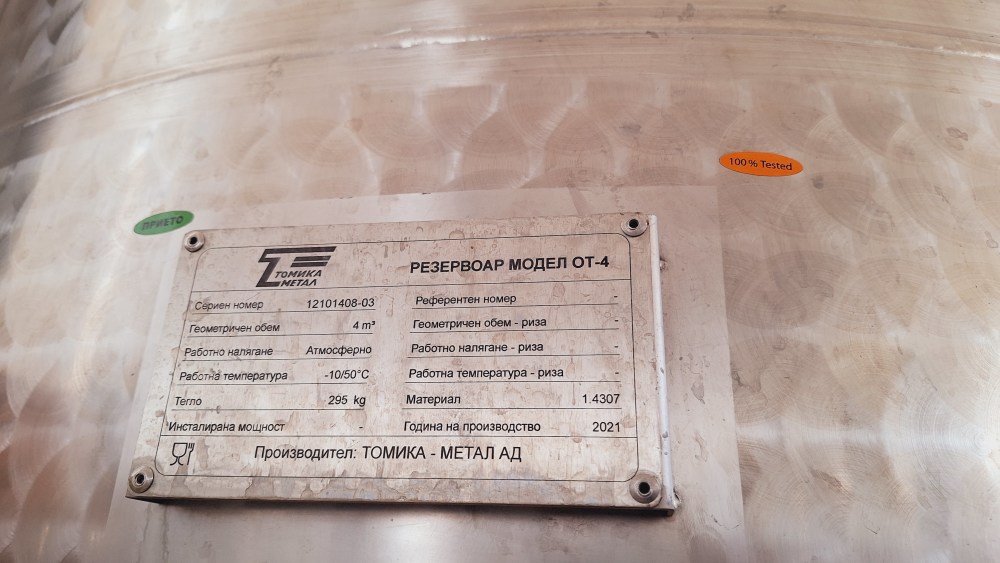 100% Tested
ПРИЕТО
ТОМИКА
МЕТАЛ
РЕЗЕРВОАР МОДЕЛ ОТ-4
Сериен номер 12101408-03
Геометричен обем 4 m³
Работно налягане Атмосферно
Работна температура -10/50°C
Тегло 295 kg
Инсталирана мощност -
Референтен номер -
Геометричен обем - риза -
Работно налягане - риза -
Работна температура - риза -
Материал 1.4307
Година на производство 2021
Производител: ТОМИКА - МЕТАЛ АД